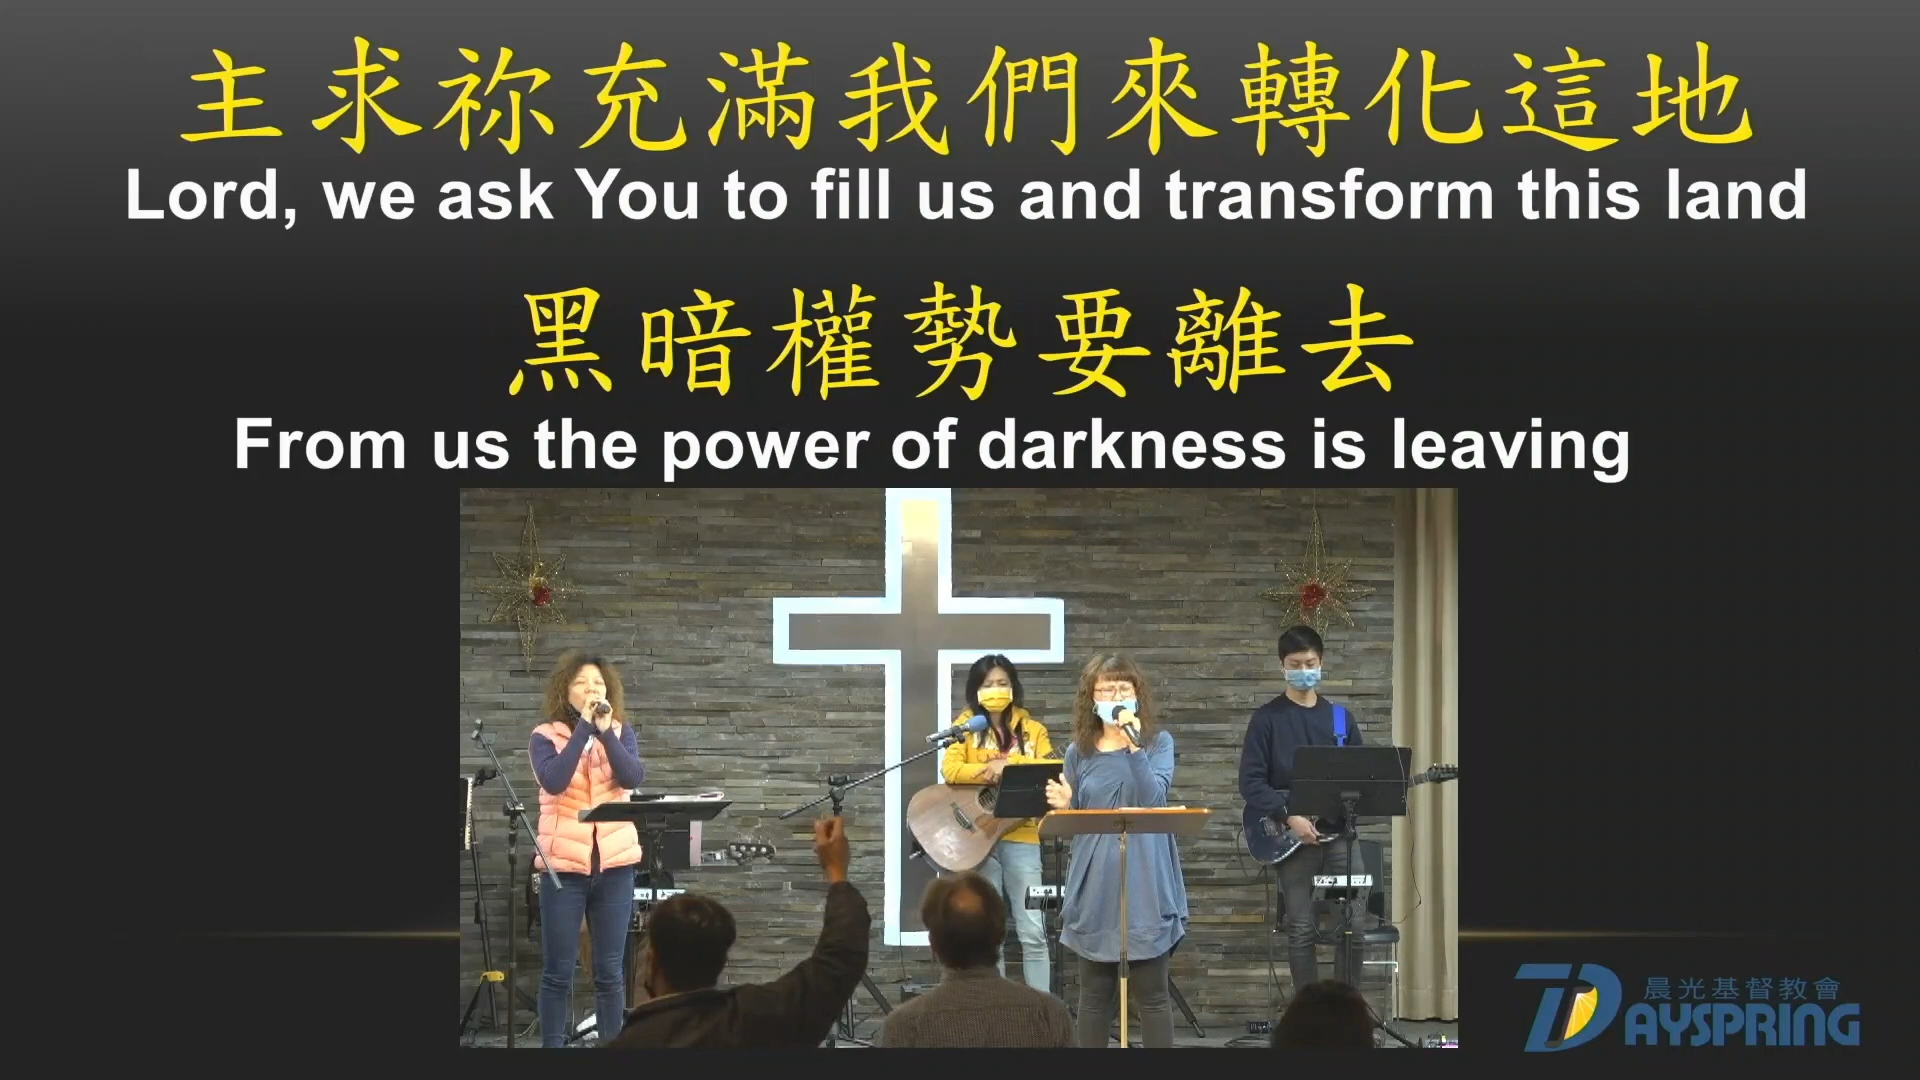 主求祢充滿我們來轉化這地
Lord, we ask You to fill us and transform this land
黑暗權勢要離去
From us the power of darkness is leaving
晨光基督教會
DAYSPRING